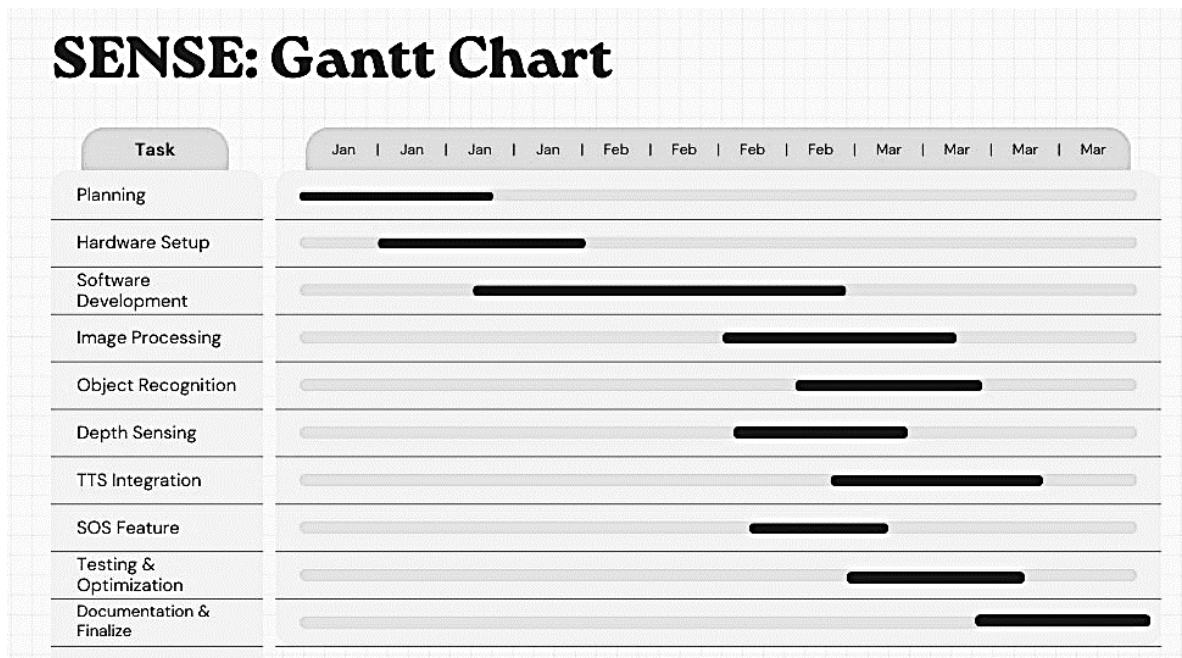 SENSE: Gantt Chart
Task
Jan | Jan | Jan | Jan | Feb | Feb | Feb | Feb | Mar | Mar | Mar | Mar
Planning
Hardware Setup
Software
Development
Image Processing
Object Recognition
Depth Sensing
TTS Integration
SOS Feature
Testing &
Optimization
Documentation &
Finalize